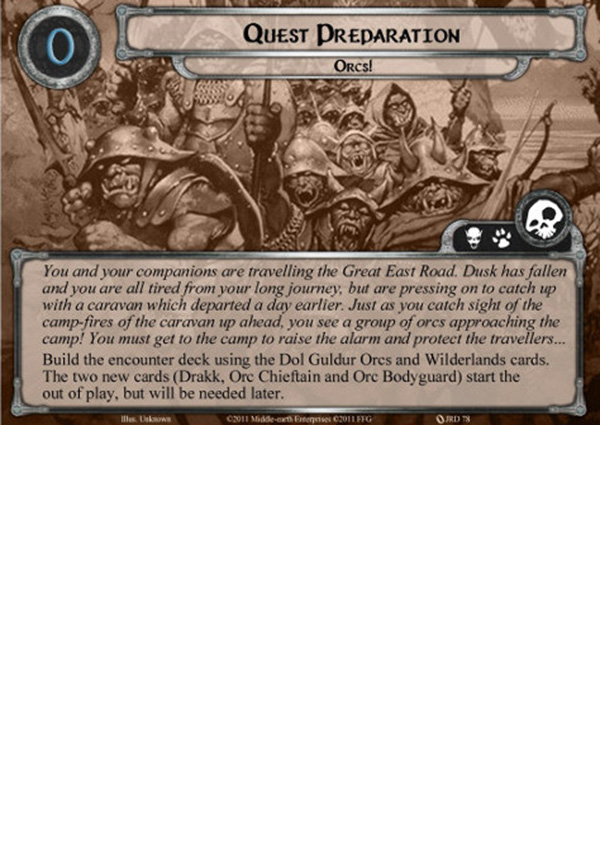 0
Quest Preparation
Orcs!
You and your companions are travelling the Great East Road. Dusk has fallen
and you are all tired from your long journey, but are pressing on to catch up
with a caravan which departed a day earlier. Just as you catch sight of the
camp-fires of the caravan up ahead, you see a group of orcs approaching the
camp! You must get to the camp to raise the alarm and protect the travellers...
Build the encounter deck using the Dol Guldur Orcs and Wilderlands cards.
The two new cards (Drakk, Orc Chieftain and Orc Bodyguard) start the
out of play, but will be needed later.
Illus. Unknown ©2011 Middle-earth Enterprises ©2011 FFG JRD 78